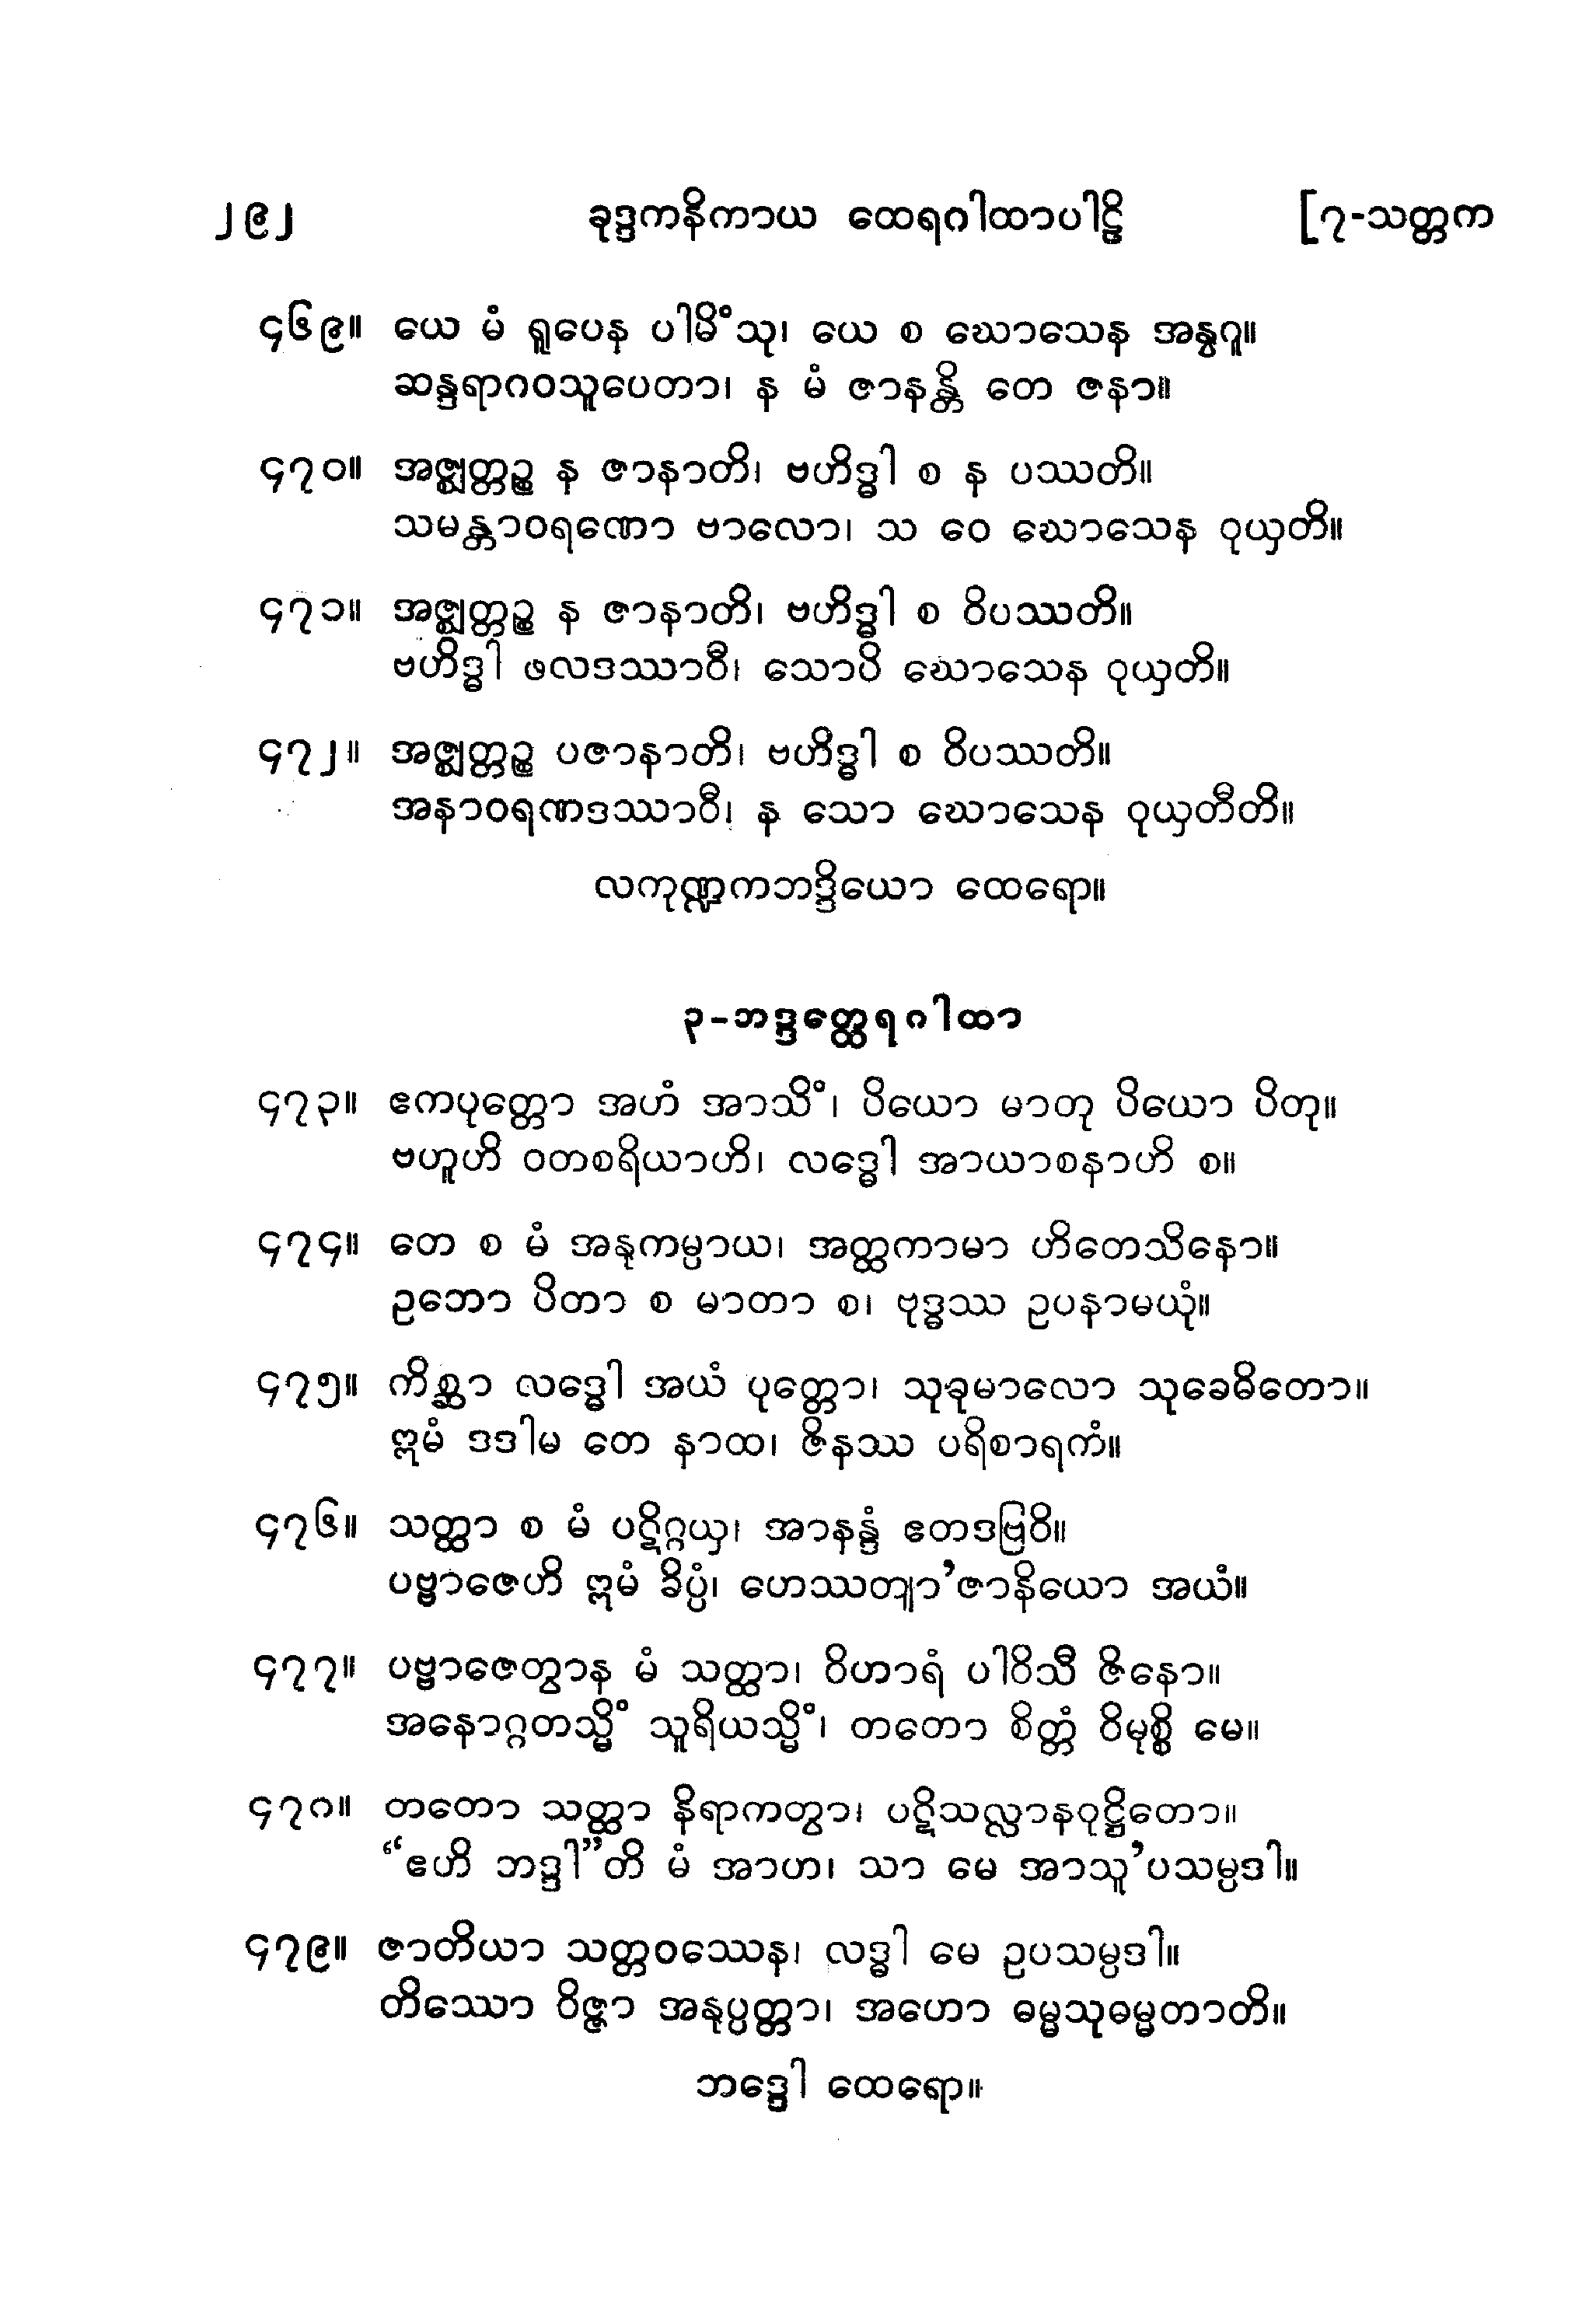 ၂၉၂ ခုဒ္ဒကနိကာယ ထေရဂါထာပါဠိ [၇-သတ္တက
၄၆၉။ ယေ မံ ရူပေန ပါမိံသု၊ ယေ စ ဃောသေန အနွဂူ။
ဆန္ဒရာဂဝသူပေတာ၊ န မံ ဇာနန္တိ တေ ဇနာ။
၄၇၀။ အဇ္ဈတ္တဉ္စ န ဇာနာတိ၊ ဗဟိဒ္ဓါ စ န ပဿတိ။
သမန္တာဝရဏော ဗာလော၊ သ ဝေ ဃောသေန ဝုယှတိ။
၄၇၁။ အဇ္ဈတ္တဉ္စ န ဇာနာတိ၊ ဗဟိဒ္ဓါ စ ဝိပဿတိ။
ဗဟိဒ္ဓါ ဖလဒဿာဝီ၊ သောပိ ဃောသေန ဝုယှတိ။
၄၇၂။ အဇ္ဈတ္တဉ္စ ပဇာနာတိ၊ ဗဟိဒ္ဓါ စ ဝိပဿတိ။
အနာဝရဏဒဿာဝီ၊ န သော ဃောသေန ဝုယှတီတိ။
လကုဏ္ဍကဘဒ္ဒိယော ထေရော။
၃-ဘဒ္ဒတ္ထေရဂါထာ
၄၇၃။ ဧကပုတ္တော အဟံ အာသိံ၊ ပိယော မာတု ပိယော ပိတု။
ဗဟူဟိ ဝတစရိယာဟိ၊ လဒ္ဓေါ အာယာစနာဟိ စ။
၄၇၄။ တေ စ မံ အနုကမ္ပာယ၊ အတ္ထကာမာ ဟိတေသိနော။
ဥဘော ပိတာ စ မာတာ စ၊ ဗုဒ္ဓဿ ဥပနာမယုံ။
၄၇၅။ ကိစ္ဆာ လဒ္ဓေါ အယံ ပုတ္တော၊ သုခုမာလော သုခေဓိတော။
ဣမံ ဒဒါမ တေ နာထ၊ ဇိနဿ ပရိစာရကံ။
၄၇၆။ သတ္ထာ စ မံ ပဋိဂ္ဂယှ၊ အာနန္ဒံ ဧတဒဗြဝိ။
ပဗ္ဗာဇေဟိ ဣမံ ခိပ္ပံ၊ ဟေဿတျာ’ဇာနိယော အယံ။
၄၇၇။ ပဗ္ဗာဇေတွာန မံ သတ္ထာ၊ ဝိဟာရံ ပါဝိသီ ဇိနော။
အနောဂ္ဂတသ္မိံ သူရိယသ္မိံ၊ တတော စိတ္တံ ဝိမုစ္စိ မေ။
၄၇၈။ တတော သတ္ထာ နိရာကတွာ၊ ပဋိသလ္လာနဝုဋ္ဌိတော။
“ဧဟိ ဘဒ္ဒါ”တိ မံ အာဟ၊ သာ မေ အာသူ’ပသမ္ပဒါ။
၄၇၉။ ဇာတိယာ သတ္တဝဿေန၊ လဒ္ဓါ မေ ဥပသမ္ပဒါ။
တိဿော ဝိဇ္ဇာ အနုပ္ပတ္တာ၊ အဟော ဓမ္မသုဓမ္မတာတိ။
ဘဒ္ဒေါ ထေရော။